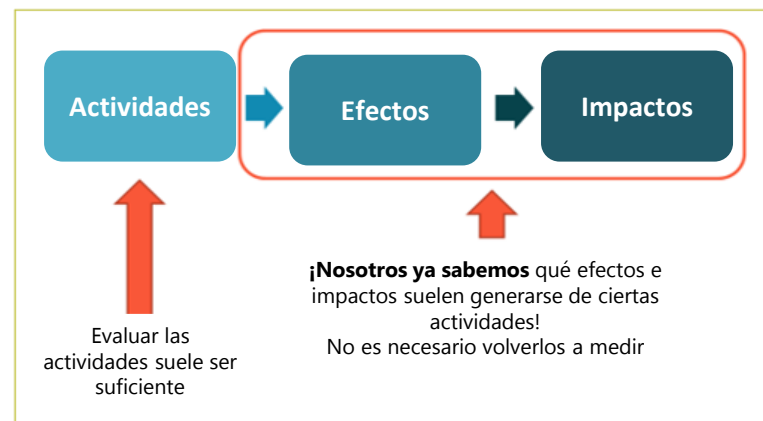 Actividades
Efectos
Impactos
¡Nosotros ya sabemos qué efectos e
impactos suelen generarse de ciertas
actividades!
No es necesario volverlos a medir
Evaluar las
actividades suele ser
suficiente